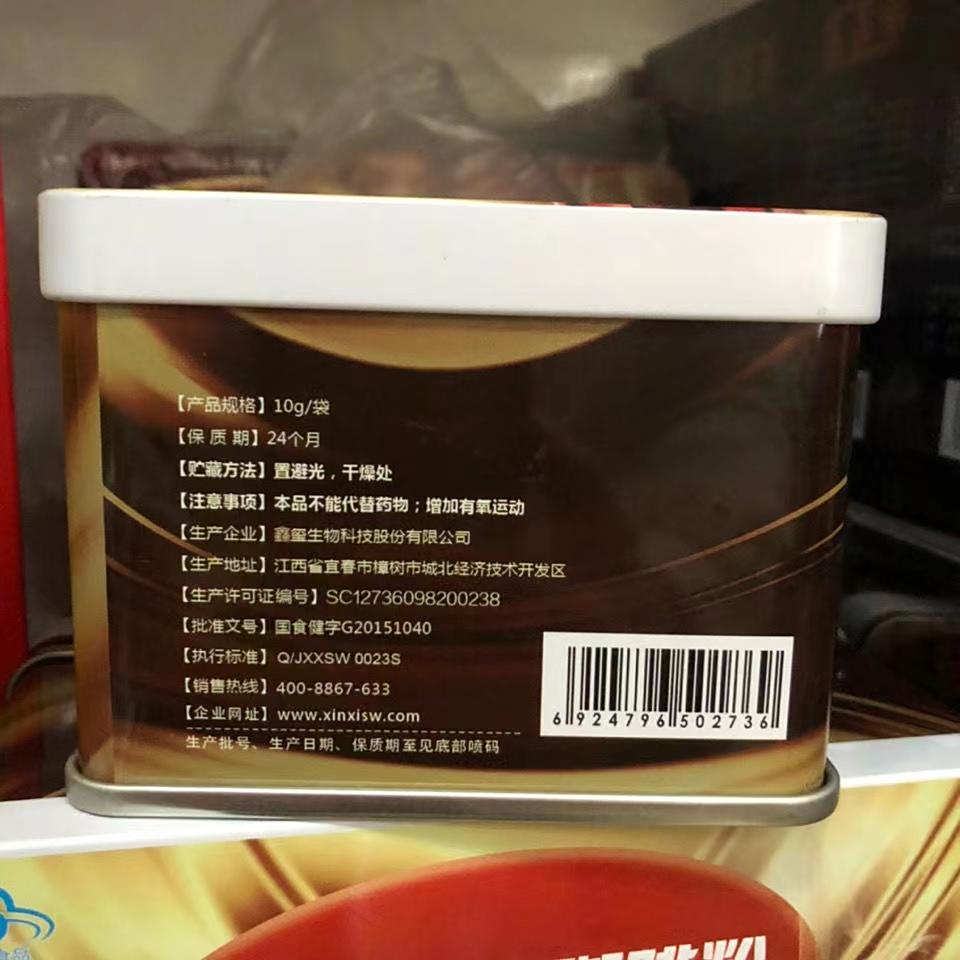 【产品规格】10g/袋
【保 质 期】24个月
【贮藏方法】置避光，干燥处
【注意事项】本品不能代替药物；增加有氧运动
【生产企业】鑫玺生物科技股份有限公司
【生产地址】江西省宜春市樟树市城北经济技术开发区
【生产许可证编号】SC12736098200238
【批准文号】国食健字G20151040
【执行标准】Q/JXXSW 0023S
【销售热线】400-8867-633
【企业网址】www.xinxisw.com
生产批号、生产日期、保质期至见底部喷码
6 924796 502736